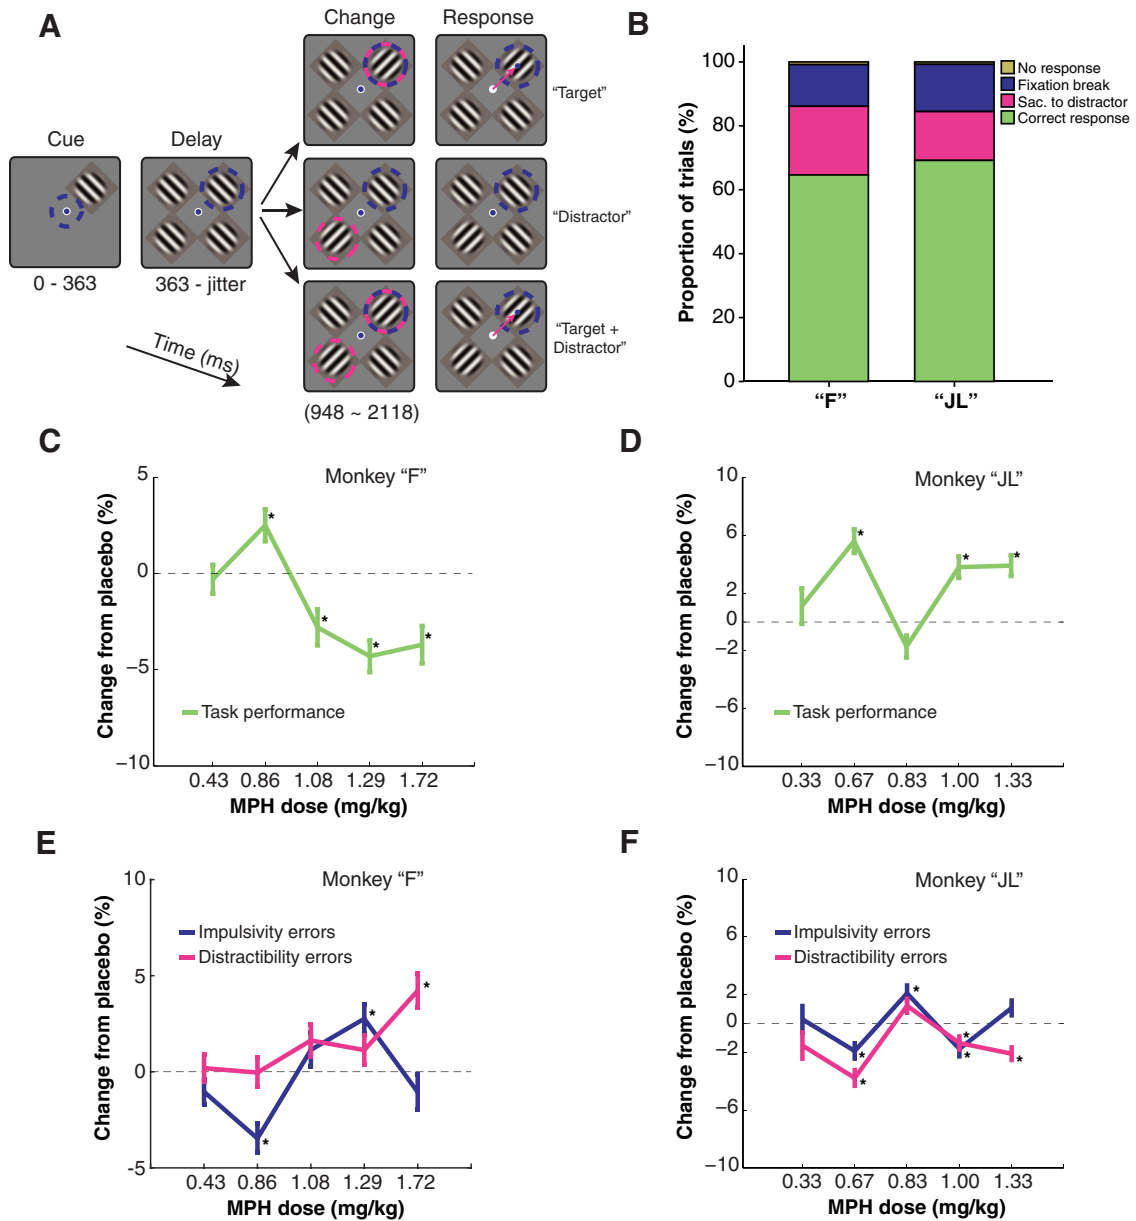 A
Change
Response
Cue
Delay
"Target"
"Distractor"
"Target +
Distractor"
0 - 363
363 - jitter
Time (ms)
(948 ~ 2118)
B
Proportion of trials (%)
100
80
60
40
20
0
"F"
"JL"
No response
Fixation break
Sac. to distractor
Correct response
C
Monkey "F"
Change from placebo (%)
5
0
−5
−10
*
*
*
*
Task performance
0.43 0.86 1.08 1.29 1.72
MPH dose (mg/kg)
D
Monkey "JL"
Change from placebo (%)
10
6
2
0
−2
−6
−10
*
*
*
Task performance
0.33 0.67 0.83 1.00 1.33
MPH dose (mg/kg)
E
Monkey "F"
Change from placebo (%)
10
5
0
-5
Impulsivity errors
Distractibility errors
*
*
*
0.43 0.86 1.08 1.29 1.72
MPH dose (mg/kg)
F
Monkey "JL"
Change from placebo (%)
10
6
2
0
−2
−6
−10
Impulsivity errors
Distractibility errors
*
*
*
*
*
*
0.33 0.67 0.83 1.00 1.33
MPH dose (mg/kg)